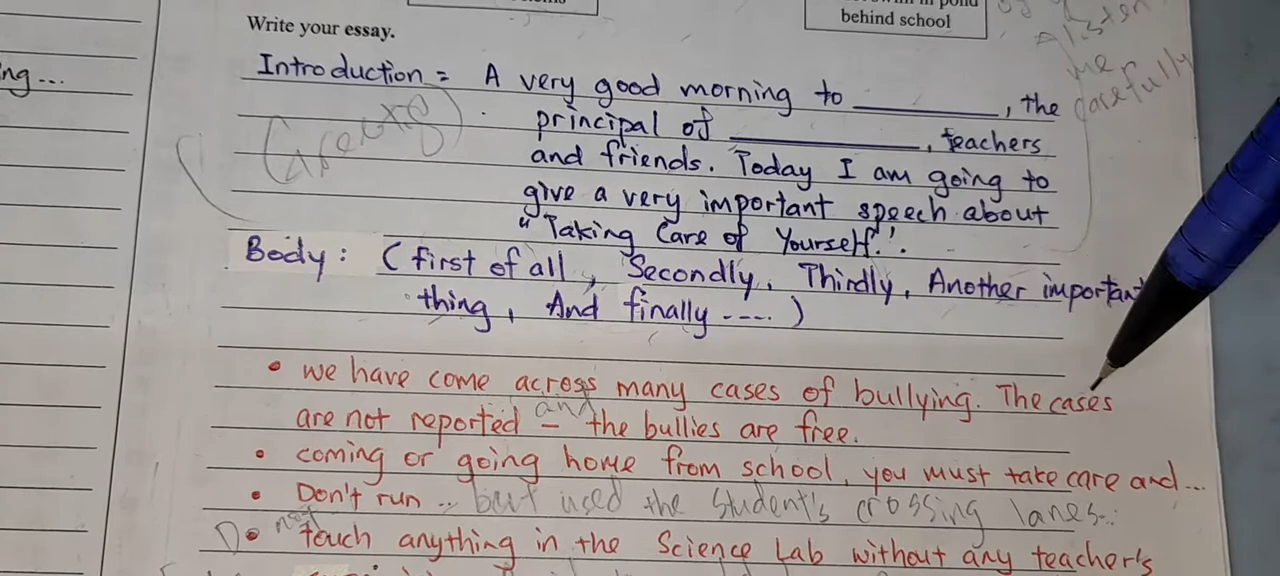 behind school
Write your essay.
ng...
Introduction = A very good morning to ________, the
principal of ________, teachers
and friends. Today I am going to
give a very important speech about
"Taking Care of Yourself!'.
Body : (first of all, Secondly, Thirdly, Another important
thing, And finally ----)
• we have come across many cases of bullying. The cases
are not reported – and the bullies are free.
• coming or going home from school, you must take care and...
• Don't run ... but used the student's crossing lanes...
Do not touch anything in the Science Lab without any teacher's
me
carefully